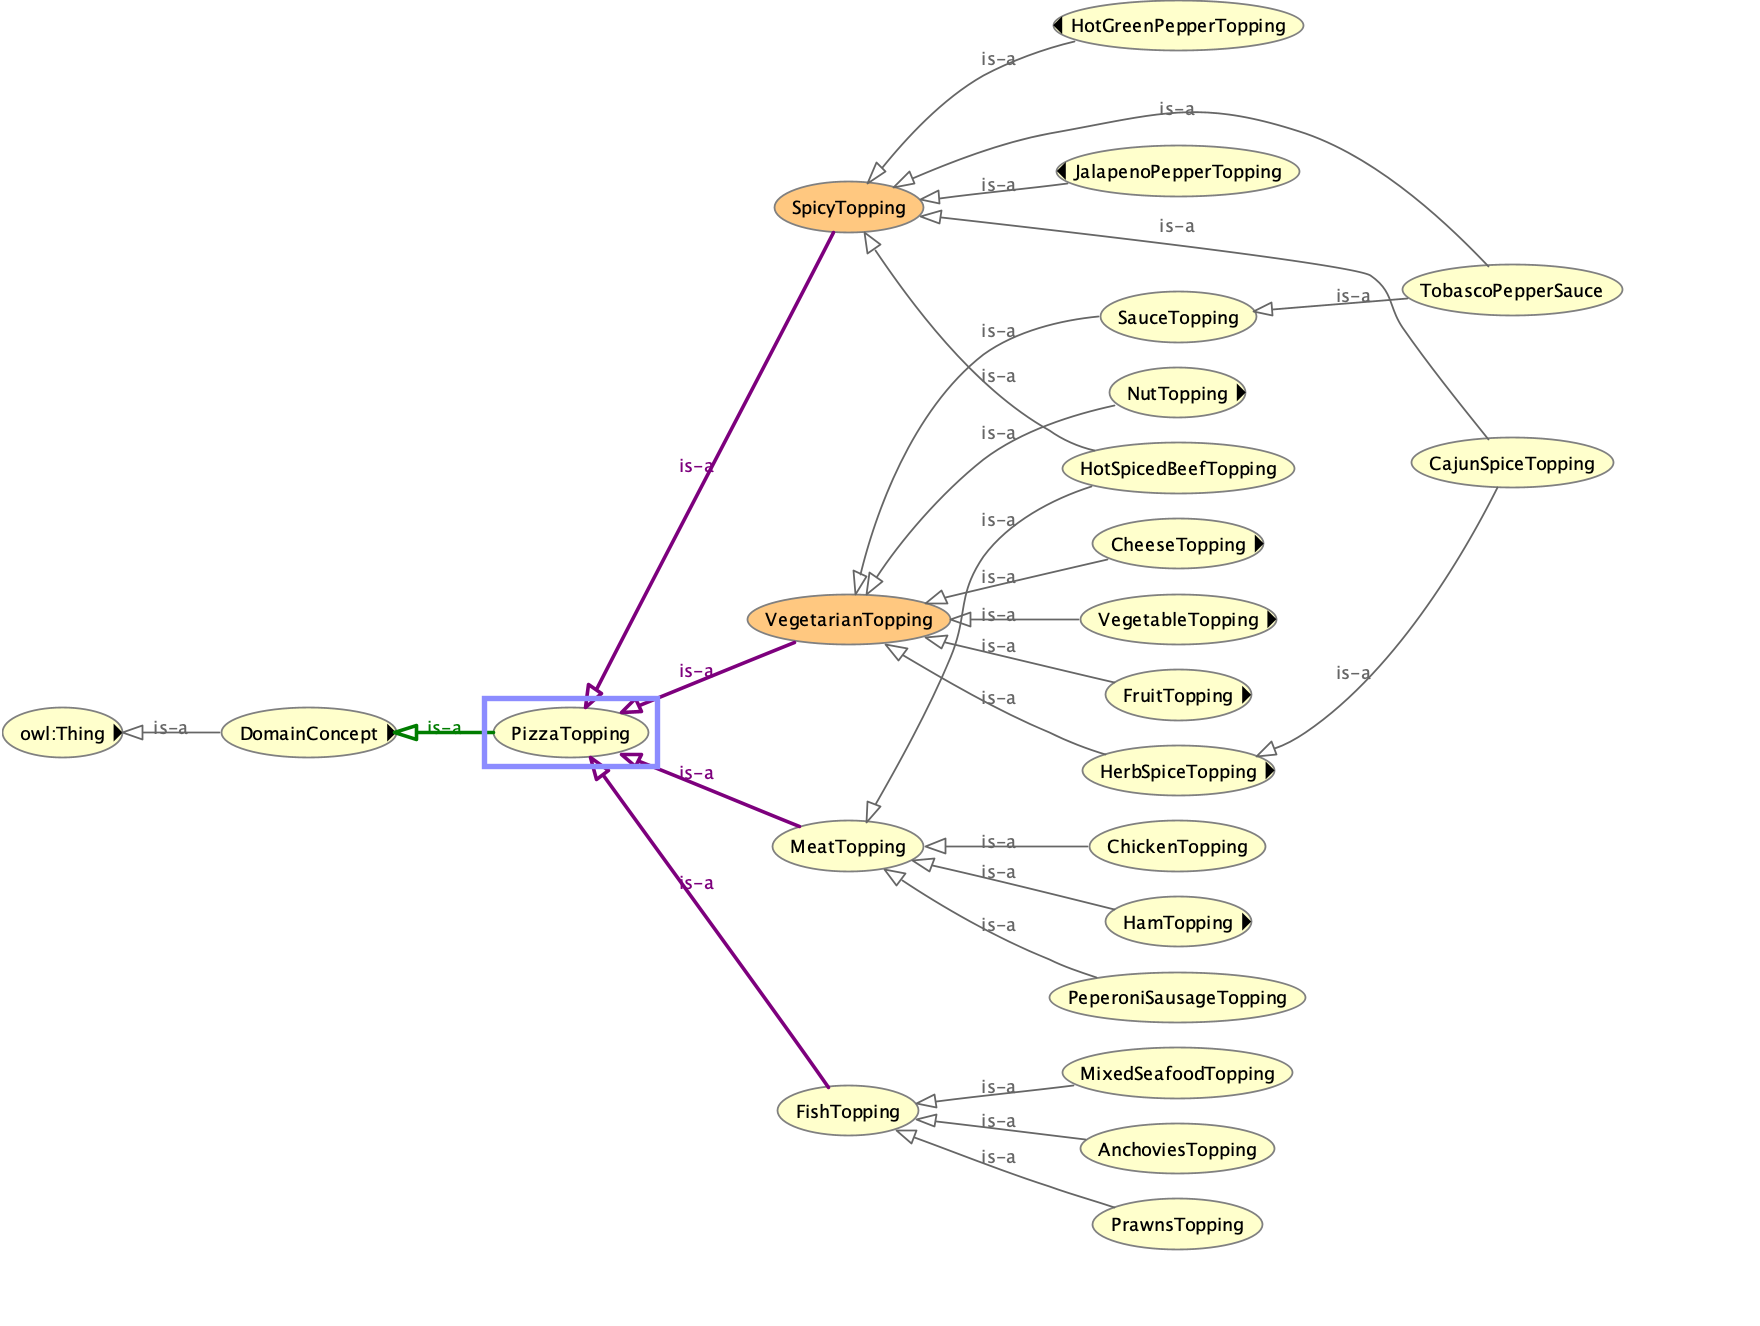 HotGreenPepperTopping
is-a
is-a
JalapenoPepperTopping
is-a
SpicyTopping
is-a
TobascoPepperSauce
is-a
SauceTopping
is-a
is-a
NutTopping
is-a
HotSpicedBeefTopping
CajunSpiceTopping
is-a
is-a
CheeseTopping
is-a
VegetarianTopping
is-a
VegetableTopping
is-a
is-a
is-a
FruitTopping
is-a
owl:Thing
is-a
DomainConcept
is-a
PizzaTopping
is-a
HerbSpiceTopping
is-a
MeatTopping
is-a
ChickenTopping
is-a
is-a
HamTopping
is-a
PeperoniSausageTopping
MixedSeafoodTopping
is-a
FishTopping
is-a
AnchoviesTopping
is-a
PrawnsTopping